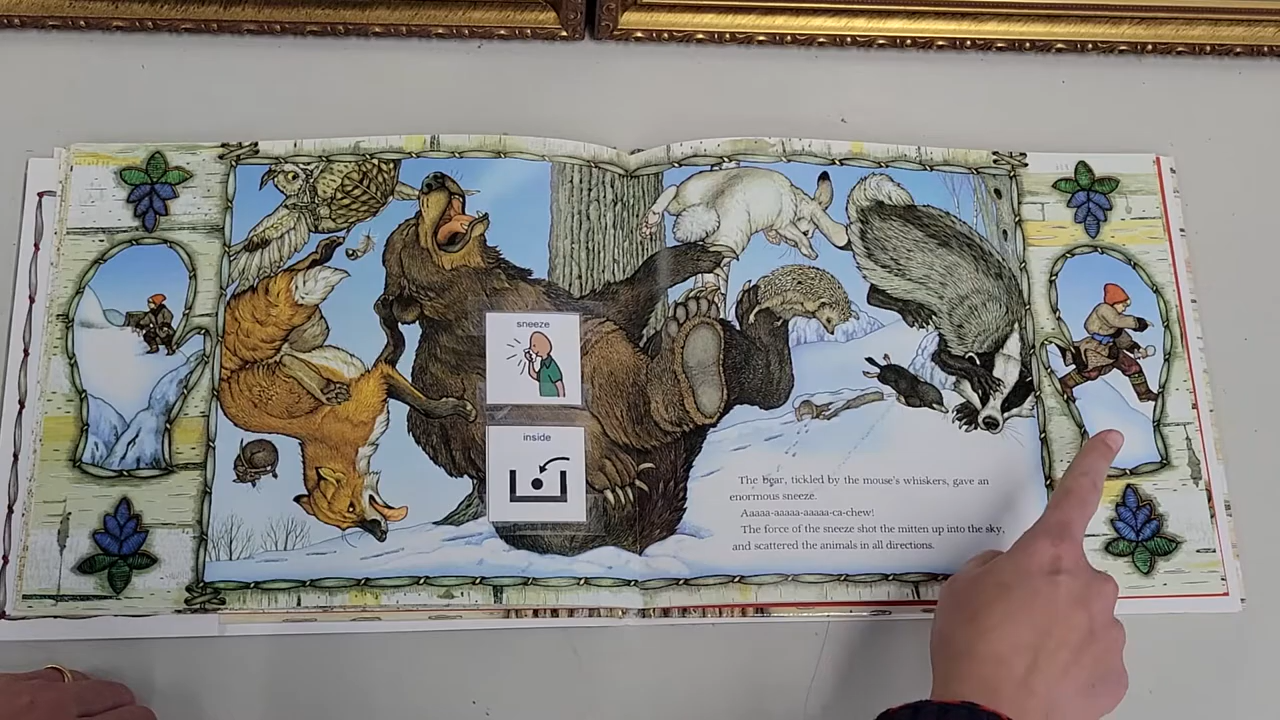 sneeze
inside
The bear, tickled by the mouse's whiskers, gave an
enormous sneeze.
Aaaaa-aaaaa-aaaaa-ca-chew!
The force of the sneeze shot the mitten up into the sky,
and scattered the animals in all directions.